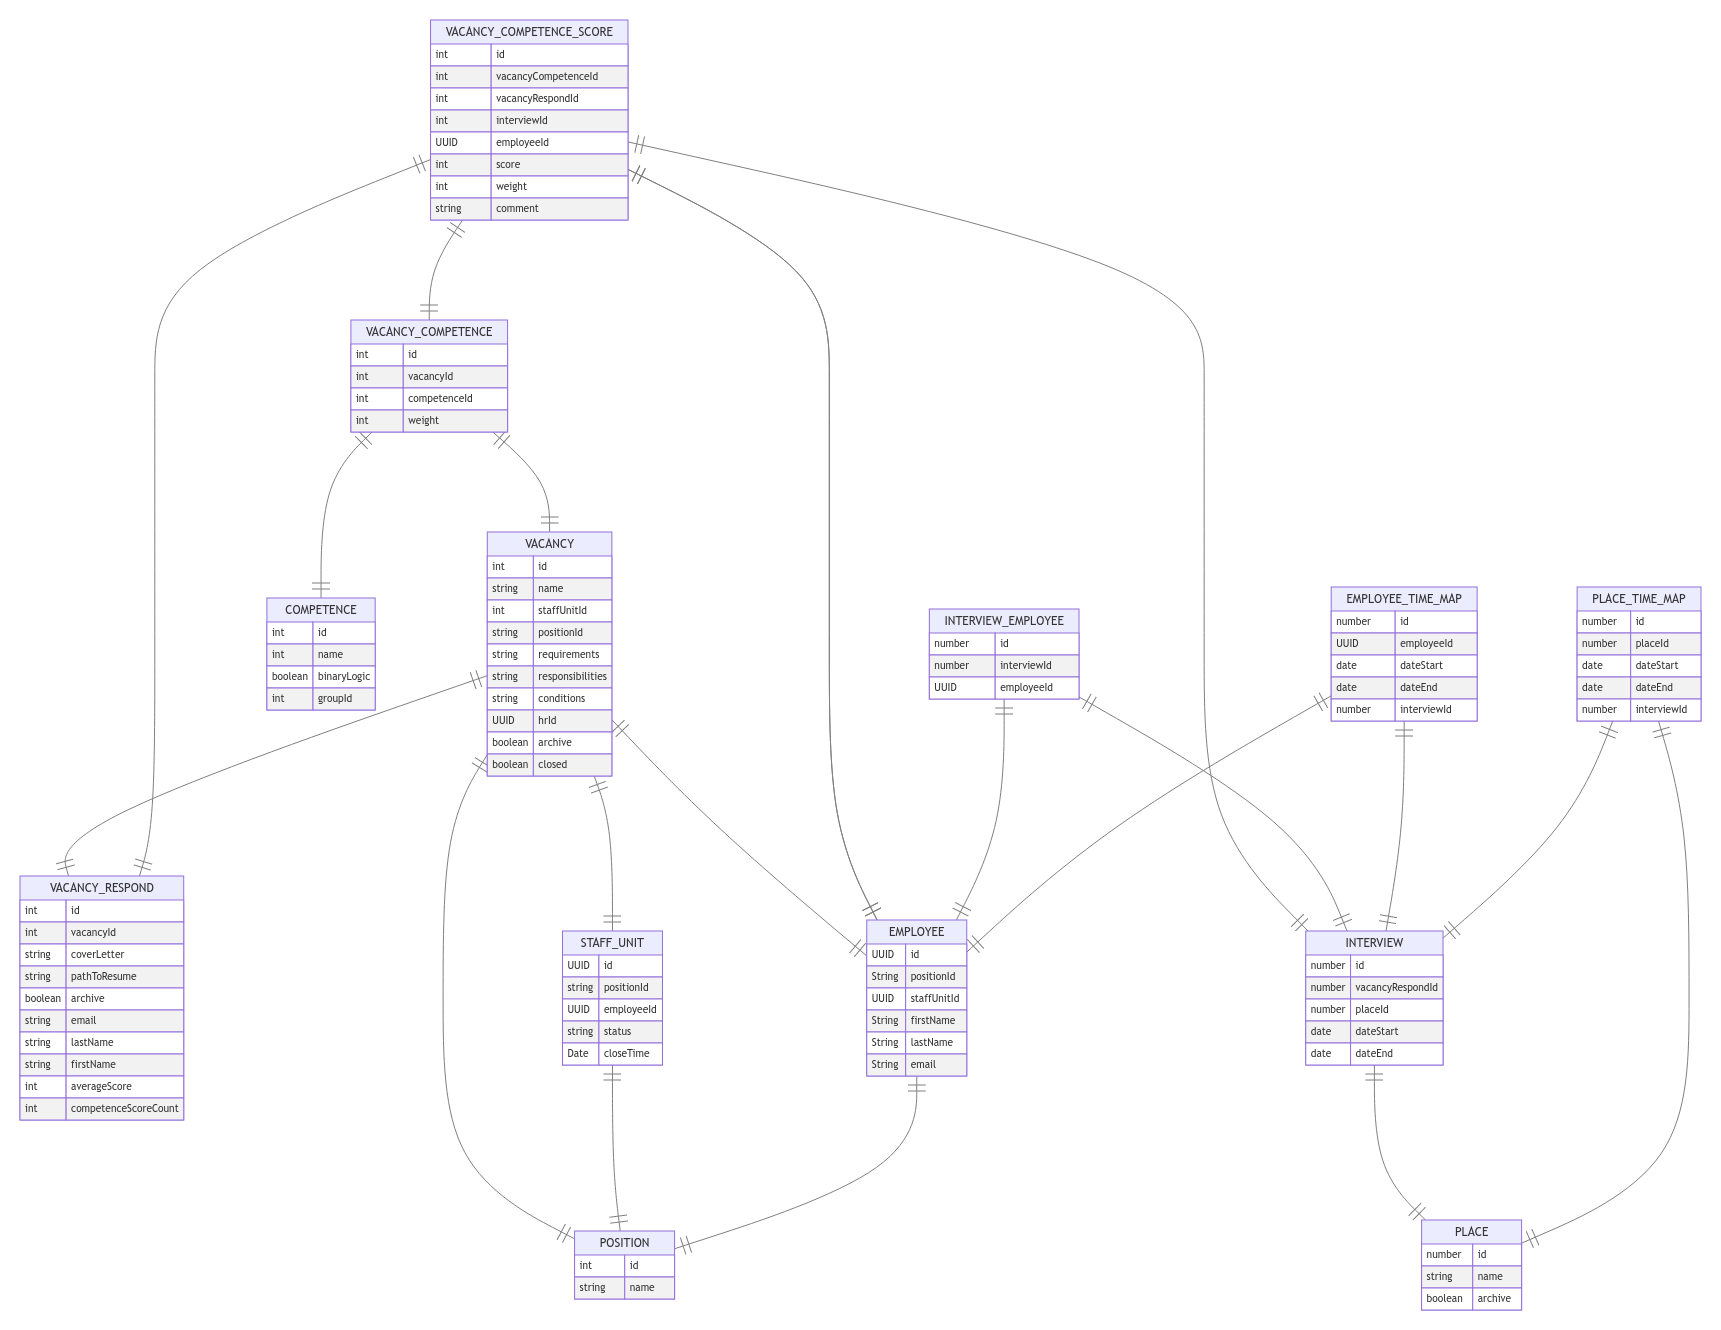 VACANCY_COMPETENCE_SCORE
int id
int vacancyCompetenceId
int vacancyRespondId
int interviewId
UUID employeeId
int score
int weight
string comment
VACANCY_COMPETENCE
int id
int vacancyId
int competenceId
int weight
VACANCY
int id
string name
int staffUnitId
string positionId
string requirements
string responsibilities
string conditions
UUID hrId
boolean archive
boolean closed
COMPETENCE
int id
int name
boolean binaryLogic
int groupId
INTERVIEW_EMPLOYEE
number id
number interviewId
UUID employeeId
EMPLOYEE_TIME_MAP
number id
UUID employeeId
date dateStart
date dateEnd
number interviewId
PLACE_TIME_MAP
number id
number placeId
date dateStart
date dateEnd
number interviewId
VACANCY_RESPOND
int id
int vacancyId
string coverLetter
string pathToResume
boolean archive
string email
string lastName
string firstName
int averageScore
int competenceScoreCount
STAFF_UNIT
UUID id
string positionId
UUID employeeId
string status
Date closeTime
EMPLOYEE
UUID id
String positionId
UUID staffUnitId
String firstName
String lastName
String email
INTERVIEW
number id
number vacancyRespondId
number placeId
date dateStart
date dateEnd
POSITION
int id
string name
PLACE
number id
string name
boolean archive